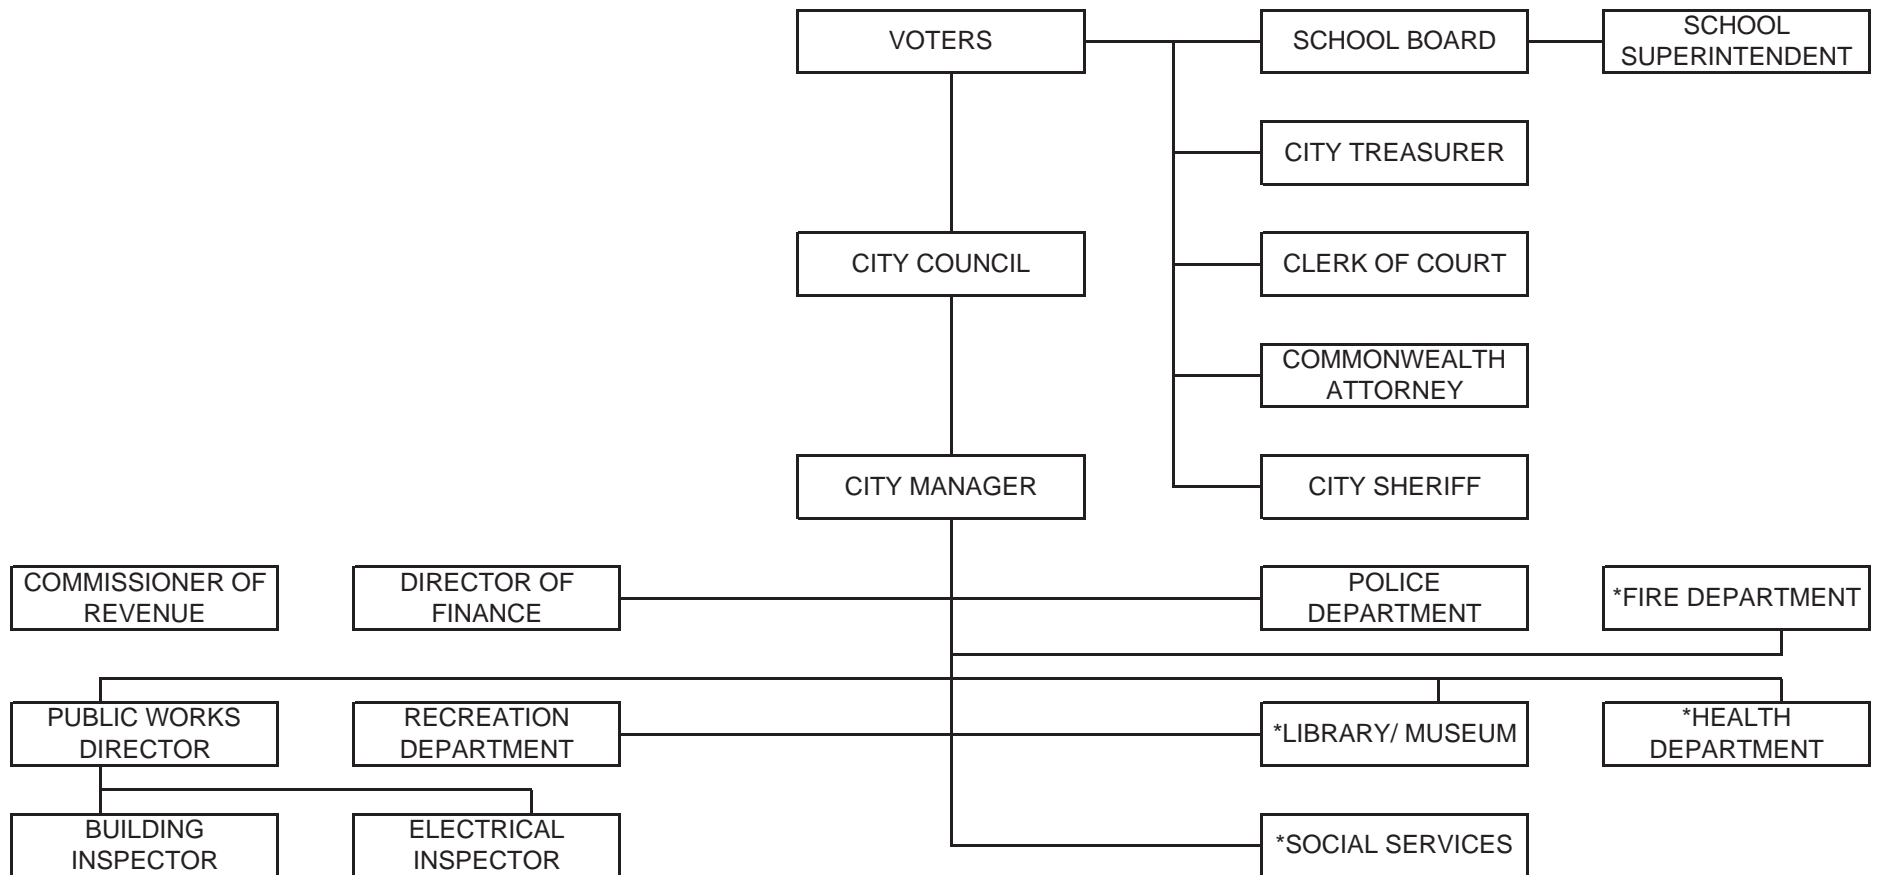 VOTERS
SCHOOL BOARD
SCHOOL
SUPERINTENDENT
CITY TREASURER
CITY COUNCIL
CLERK OF COURT
COMMONWEALTH
ATTORNEY
CITY MANAGER
CITY SHERIFF
COMMISSIONER OF
REVENUE
DIRECTOR OF
FINANCE
POLICE
DEPARTMENT
*FIRE DEPARTMENT
PUBLIC WORKS
DIRECTOR
RECREATION
DEPARTMENT
*LIBRARY/ MUSEUM
*HEALTH
DEPARTMENT
BUILDING
INSPECTOR
ELECTRICAL
INSPECTOR
*SOCIAL SERVICES